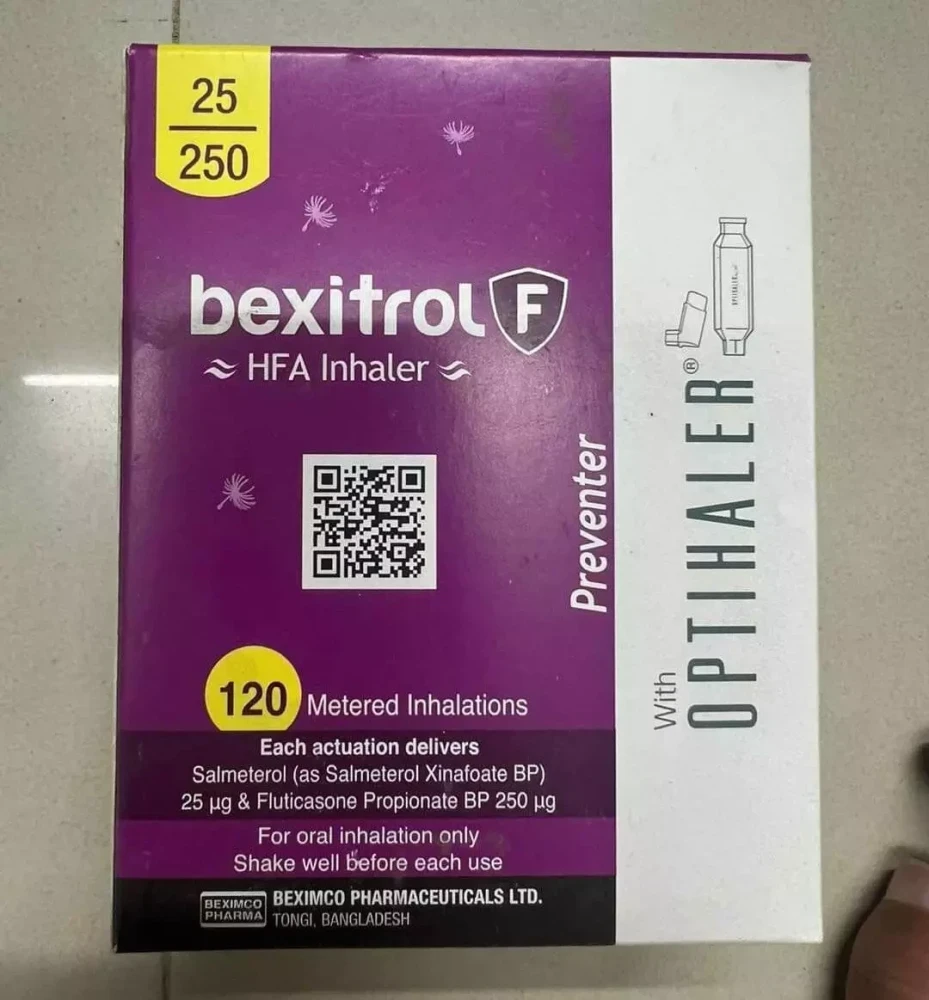 25
250
bexitrol F
HFA Inhaler
Preventer
120 Metered Inhalations
Each actuation delivers
Salmeterol (as Salmeterol Xinafoate BP)
25 µg & Fluticasone Propionate BP 250 µg
For oral inhalation only
Shake well before each use
BEXIMCO
PHARMA
BEXIMCO PHARMACEUTICALS LTD.
TONGI, BANGLADESH
With
OPTIHALER®